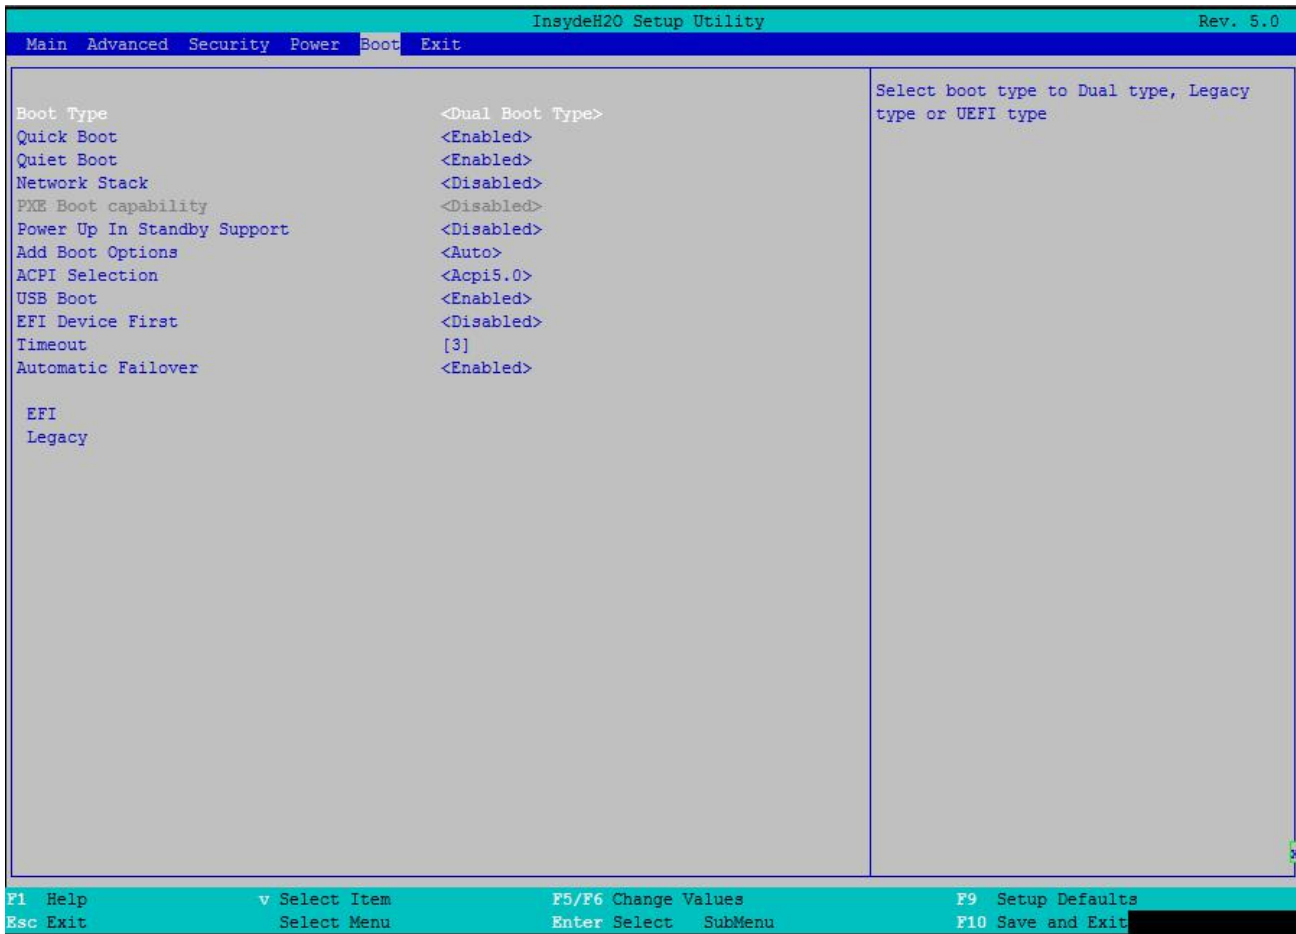 InsydeH20 Setup Utility Rev. 5.0
Main Advanced Security Power Boot Exit
Boot Type <Dual Boot Type>
Quick Boot <Enabled>
Quiet Boot <Enabled>
Network Stack <Disabled>
PXE Boot capability <Disabled>
Power Up In Standby Support <Disabled>
Add Boot Options <Auto>
ACPI Selection <Acpi5.0>
USB Boot <Enabled>
EFI Device First <Disabled>
Timeout [3]
Automatic Failover <Enabled>
EFI
Legacy
Select boot type to Dual type, Legacy
type or UEFI type
F1 Help v Select Item F5/F6 Change Values F9 Setup Defaults
Esc Exit Select Menu Enter Select SubMenu F10 Save and Exit